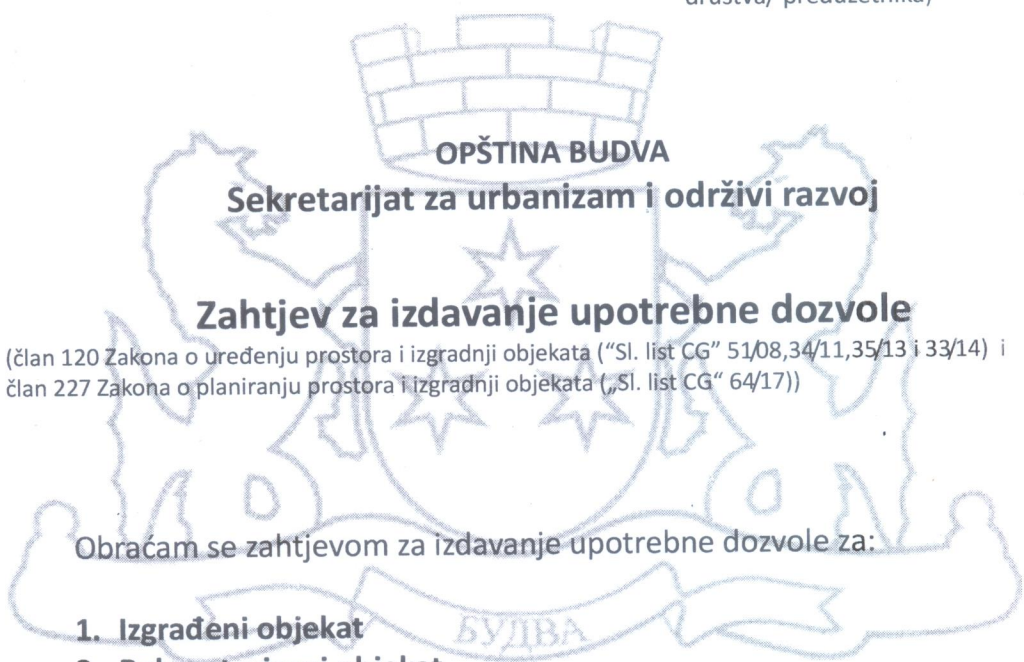 OPŠTINA BUDVA
Sekretarijat za urbanizam i održivi razvoj
Zahtjev za izdavanje upotrebne dozvole
(član 120 Zakona o uređenju prostora i izgradnji objekata (“Sl. list CG” 51/08,34/11,35/13 i 33/14) i
član 227 Zakona o planiranju prostora i izgradnji objekata („Sl. list CG“ 64/17))
Obraćam se zahtjevom za izdavanje upotrebne dozvole za:
1. Izgrađeni objekat
БУДВА